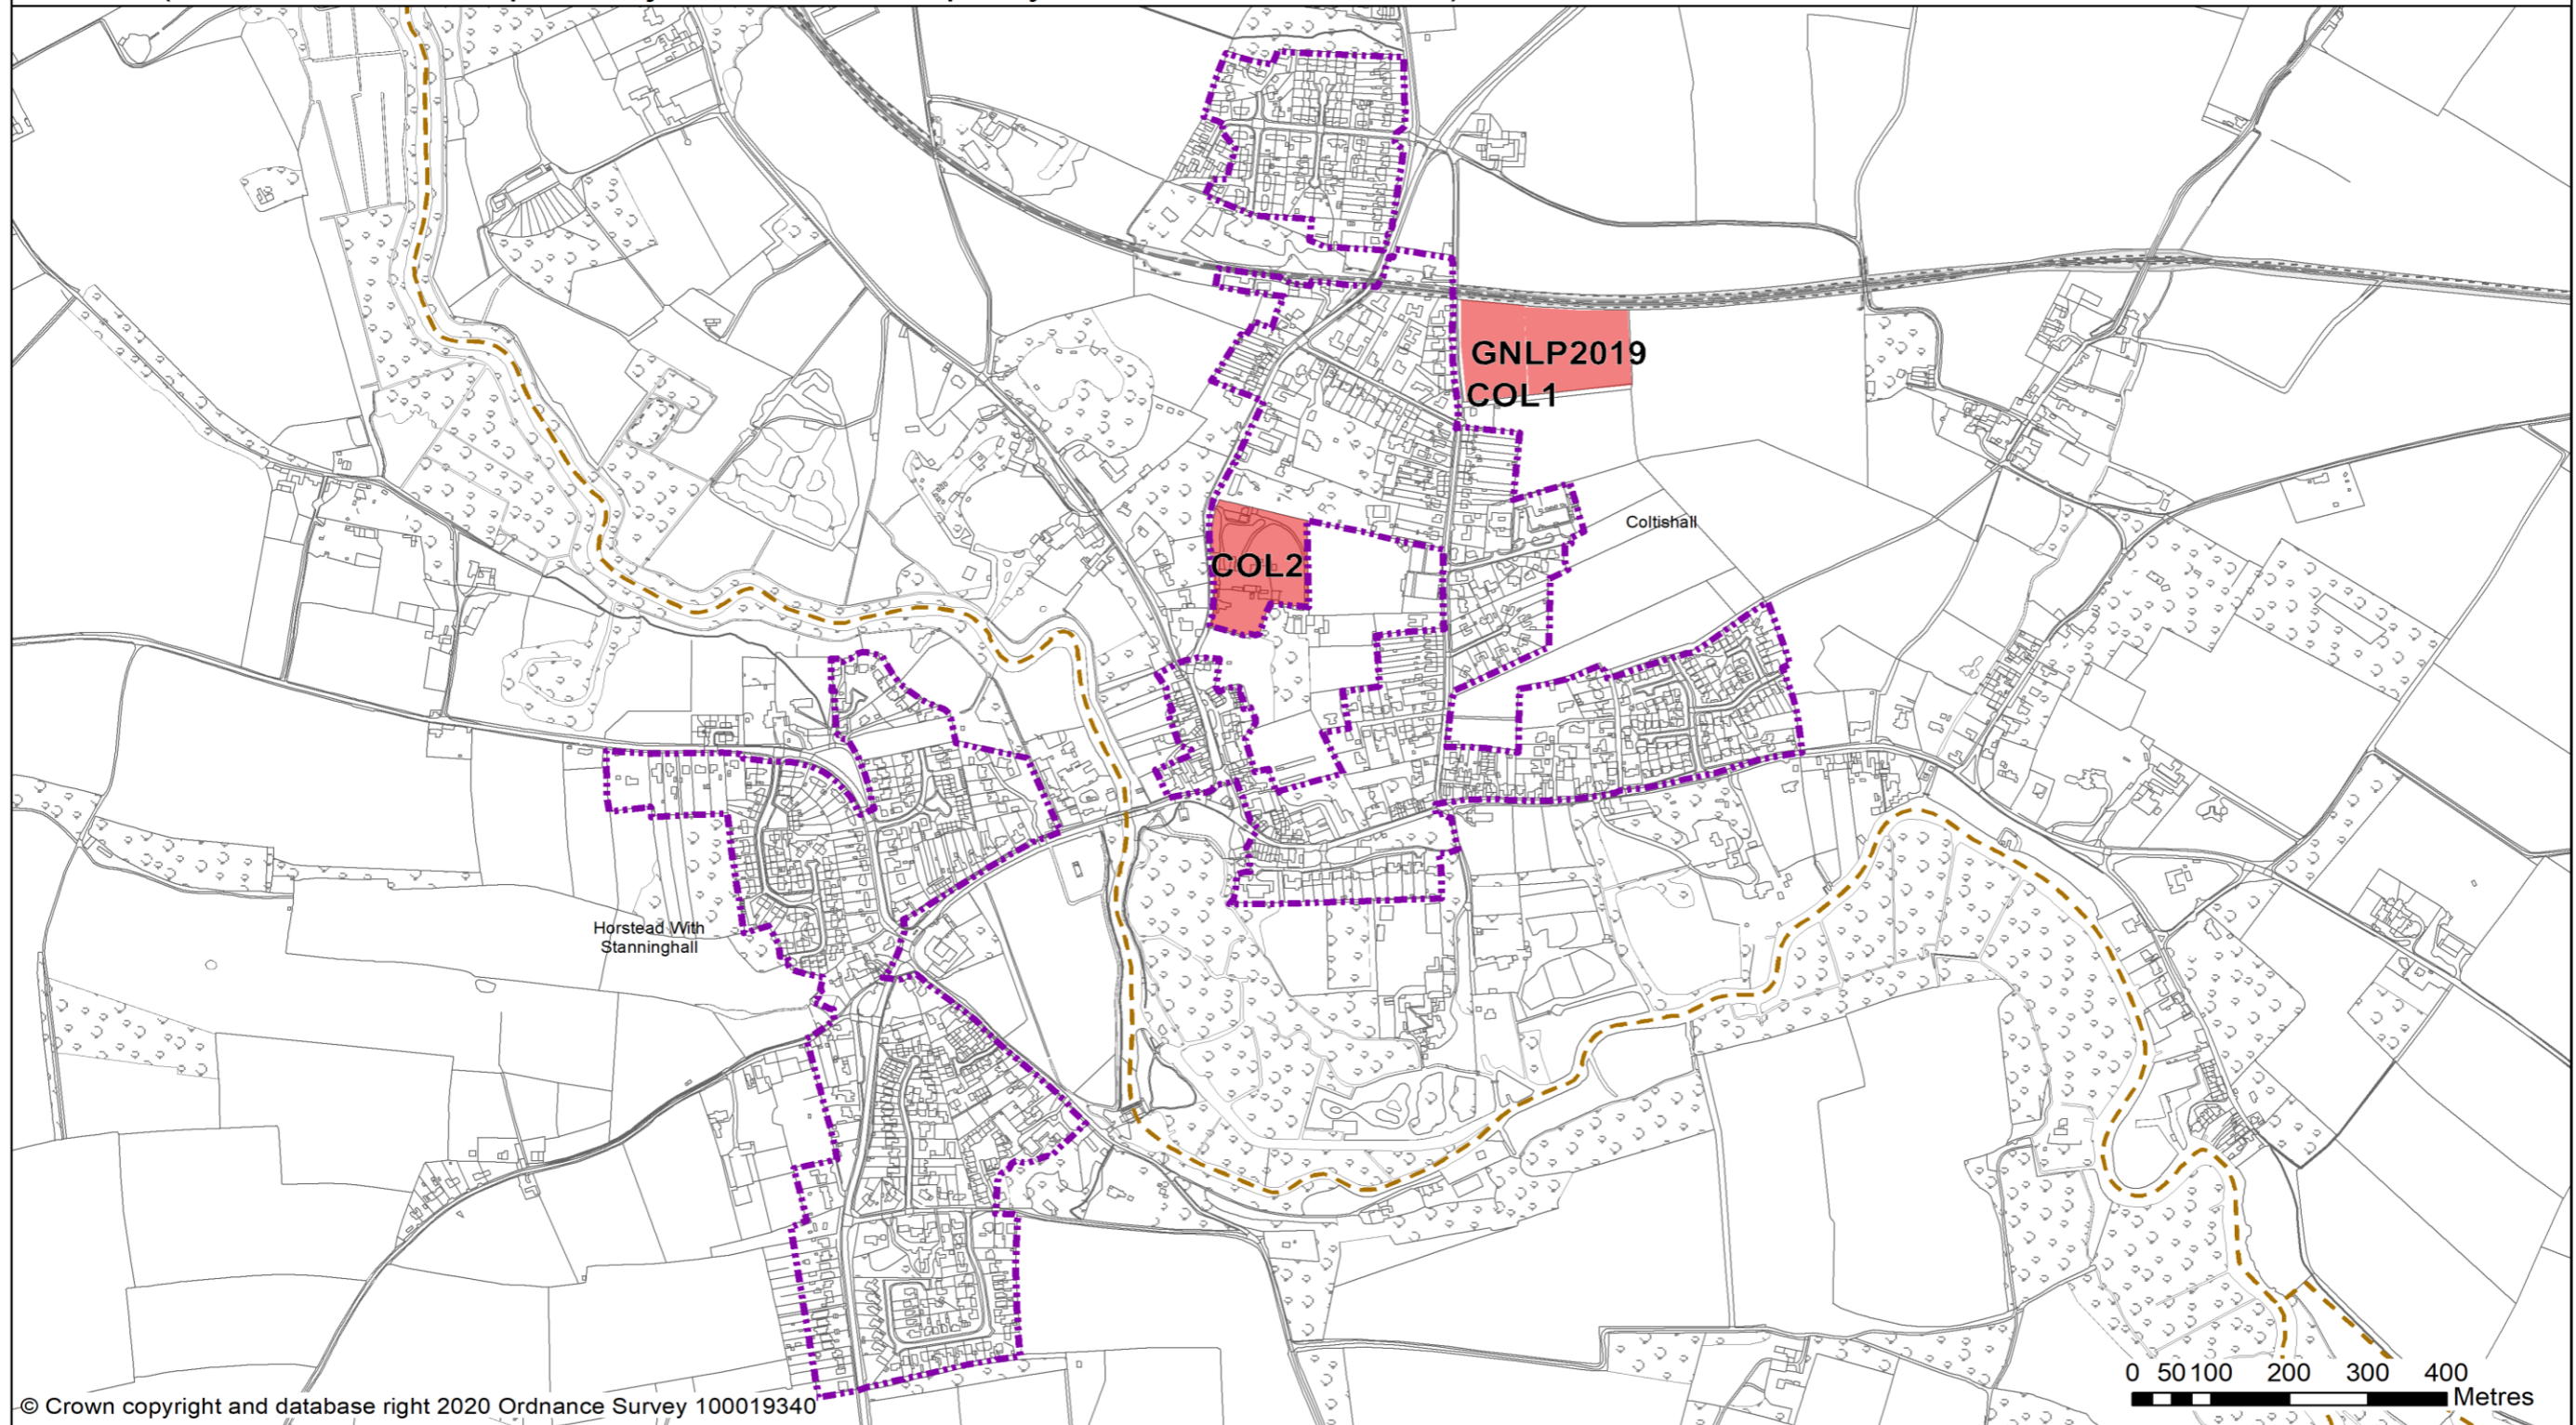 GNLP2019
COL1
Coltishall
COL2
Horstead With
Stanninghall
0 50 100 200 300 400
Metres
© Crown copyright and database right 2020 Ordnance Survey 100019340